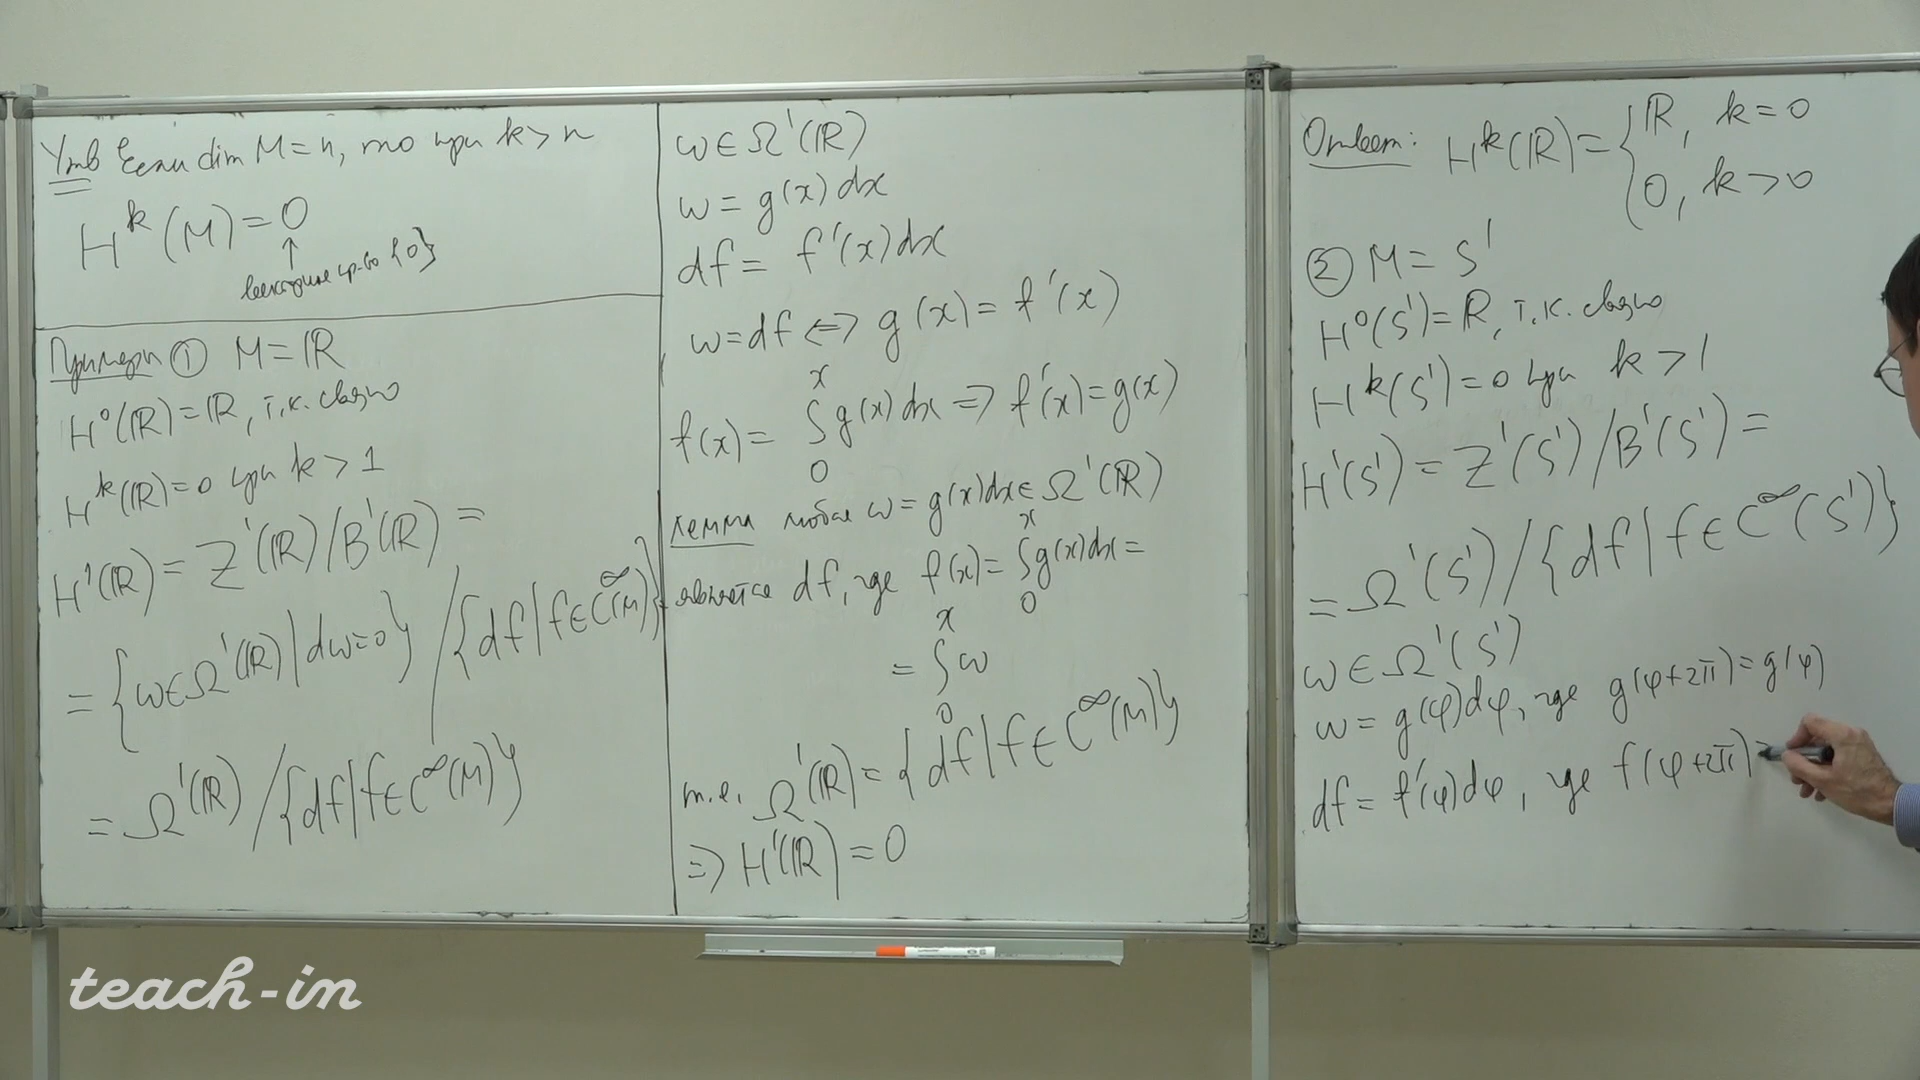 Утв Если dim M = n, то при k > n
H^k (M) = 0
↑
векторное пр-во {0}
Примеры ① M = ℝ
H⁰(ℝ) = ℝ, т.к. связно
H^k(ℝ) = 0 при k > 1
H¹(ℝ) = Z¹(ℝ)/B¹(ℝ) =
= {ω ∈ Ω¹(ℝ) | dω = 0} / {df | f ∈ C^∞(M)}
= Ω¹(ℝ) / {df | f ∈ C^∞(M)}
ω ∈ Ω¹(ℝ)
ω = g(x) dx
df = f'(x) dx
ω = df ⇔ g(x) = f'(x)
f(x) = ∫₀ˣ g(x) dx ⇒ f'(x) = g(x)
Лемма любая ω = g(x)dx ∈ Ω¹(ℝ)
является df, где f(x) = ∫₀ˣ g(x)dx =
= ∫₀ˣ ω
т.е. Ω¹(ℝ) = {df | f ∈ C^∞(M)}
⇒ H¹(ℝ) = 0
Ответ: H^k(ℝ) = { ℝ, k = 0
0, k > 0
② M = S¹
H⁰(S¹) = ℝ, т.к. связно
H^k(S¹) = 0 при k > 1
H¹(S¹) = Z¹(S¹)/B¹(S¹) =
= Ω¹(S¹) / {df | f ∈ C^∞(S¹)}
ω ∈ Ω¹(S¹)
ω = g(φ)dφ, где g(φ+2π) = g(φ)
df = f'(φ)dφ, где f(φ+2π) =
teach-in